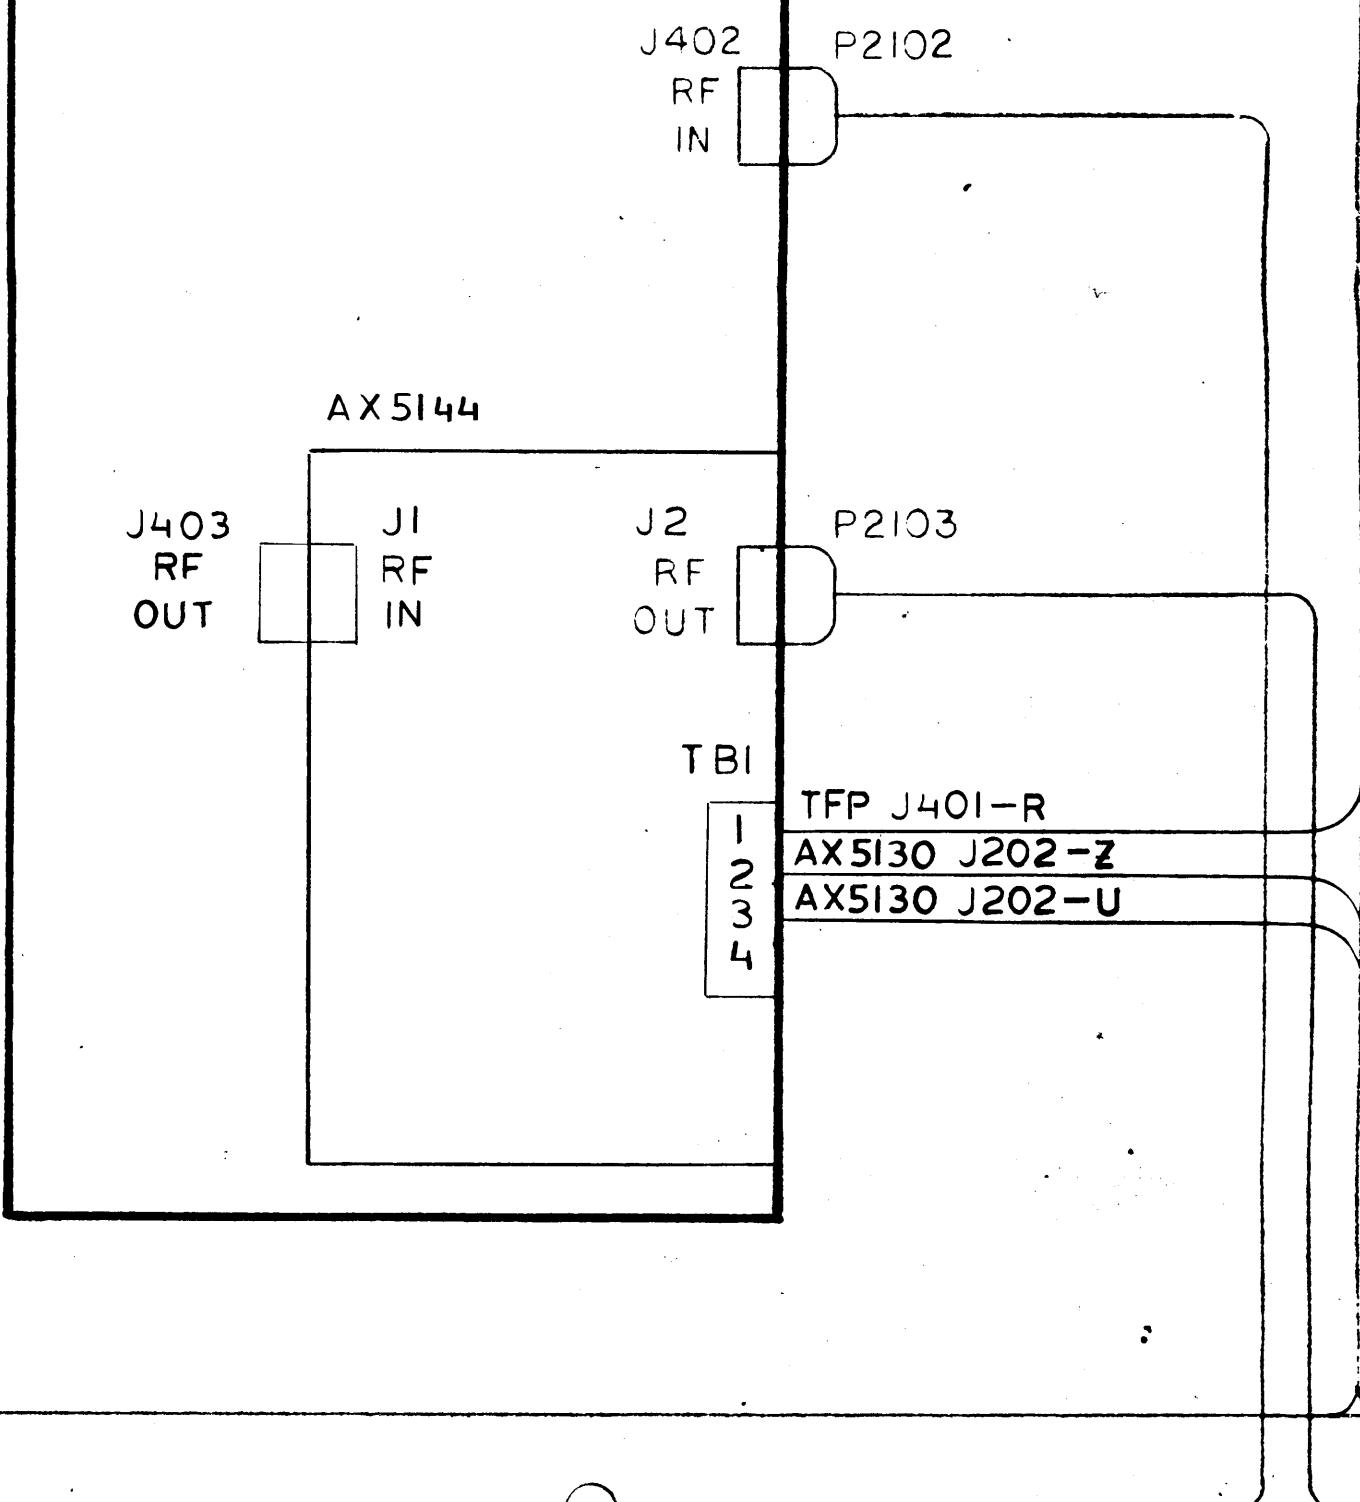 J402
P2102
RF
IN
AX5144
J403
RF
OUT
J1
RF
IN
J2
RF
OUT
P2103
TB1
1
2
3
4
TFP J401-R
AX5130 J202-Z
AX5130 J202-U